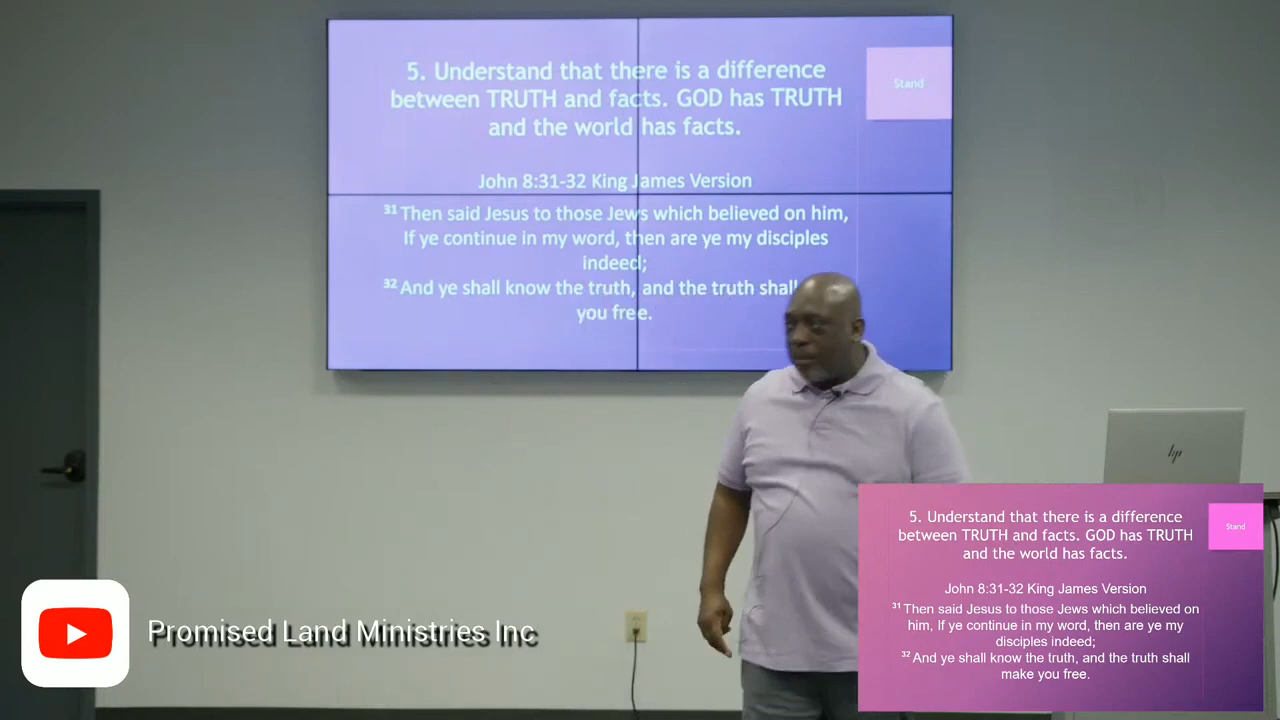 5. Understand that there is a difference
between TRUTH and facts. GOD has TRUTH
and the world has facts.
Stand
John 8:31-32 King James Version
31 Then said Jesus to those Jews which believed on him,
If ye continue in my word, then are ye my disciples
indeed;
32 And ye shall know the truth, and the truth shall
you free.
hp
5. Understand that there is a difference
between TRUTH and facts. GOD has TRUTH
and the world has facts.
Stand
John 8:31-32 King James Version
31 Then said Jesus to those Jews which believed on
him, If ye continue in my word, then are ye my
disciples indeed;
32 And ye shall know the truth, and the truth shall
make you free.
Promised Land Ministries Inc